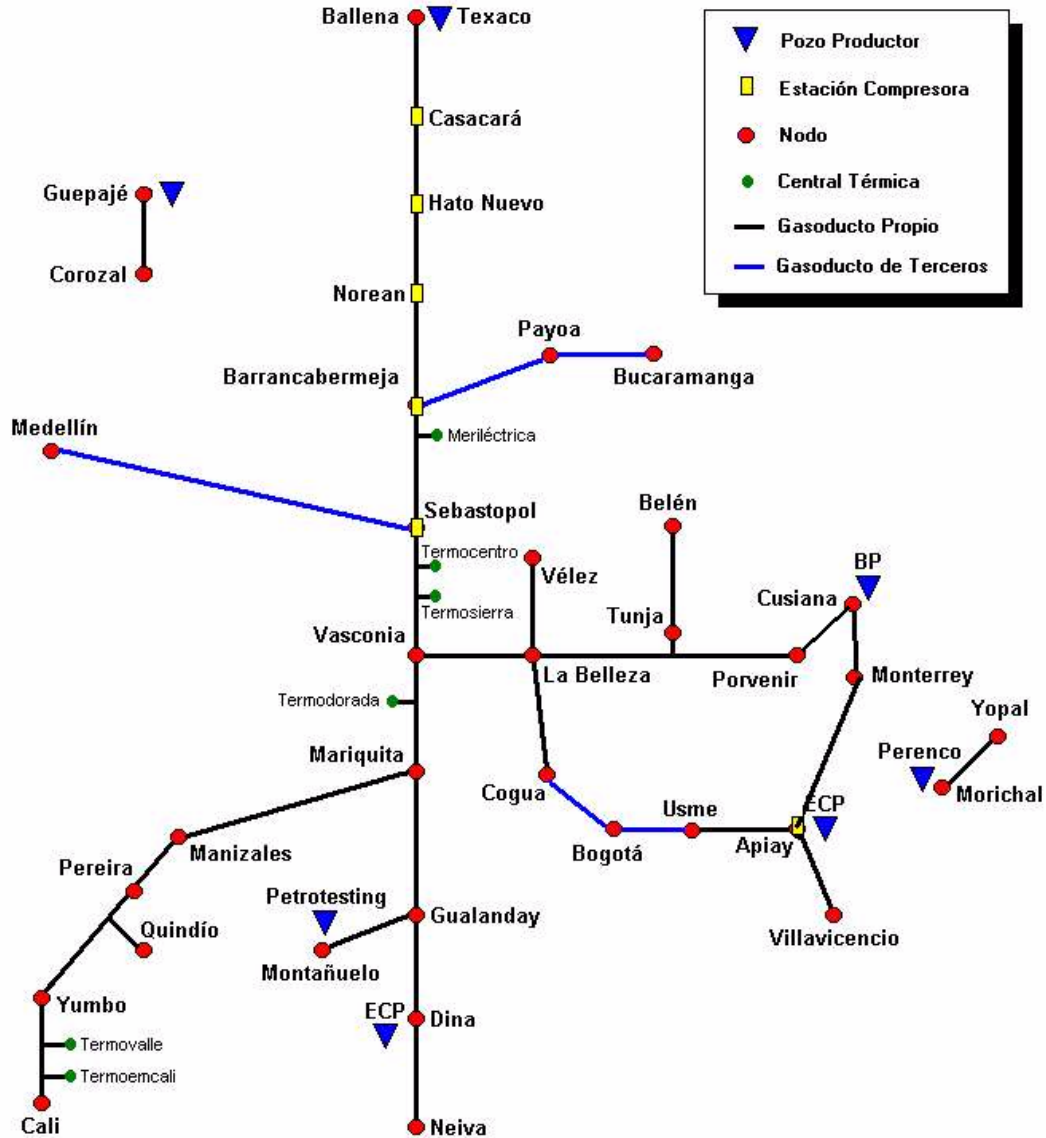 Ballena
Texaco
Pozo Productor
Estación Compresora
Nodo
Central Térmica
Gasoducto Propio
Gasoducto de Terceros
Casacará
Guepajé
Hato Nuevo
Corozal
Norean
Payoa
Bucaramanga
Barrancabermeja
Medellín
Meriléctrica
Sebastopol
Belén
Termocentro
Vélez
BP
Cusiana
Termosierra
Tunja
Vasconia
La Belleza
Porvenir
Monterrey
Termodorada
Yopal
Mariquita
Perenco
Cogua
Morichal
Usme
ECP
Bogotá
Apiay
Manizales
Pereira
Petrotesting
Gualanday
Quindío
Villavicencio
Montañuelo
Yumbo
ECP
Dina
Termovalle
Termoemcali
Cali
Neiva